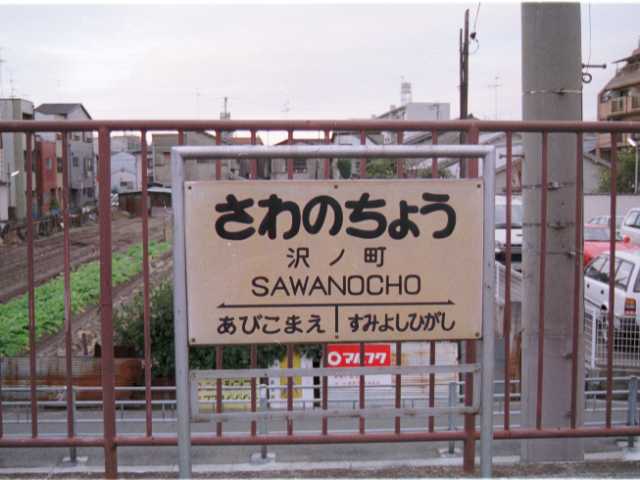 さわのちょう
沢ノ町
SAWANOCHO
あびこまえ すみよしひがし
マルフク